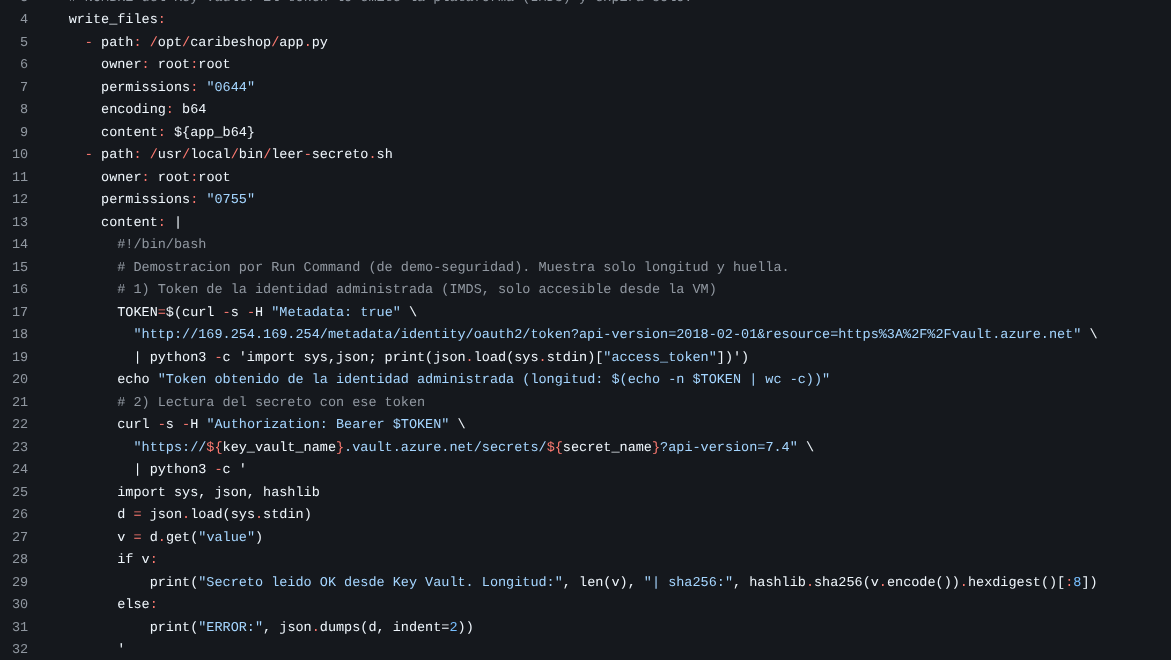 4 write_files:
5 - path: /opt/caribeshop/app.py
6 owner: root:root
7 permissions: "0644"
8 encoding: b64
9 content: ${app_b64}
10 - path: /usr/local/bin/leer-secreto.sh
11 owner: root:root
12 permissions: "0755"
13 content: |
14 #!/bin/bash
15 # Demostracion por Run Command (de demo-seguridad). Muestra solo longitud y huella.
16 # 1) Token de la identidad administrada (IMDS, solo accesible desde la VM)
17 TOKEN=$(curl -s -H "Metadata: true" \
18 "http://169.254.169.254/metadata/identity/oauth2/token?api-version=2018-02-01&resource=https%3A%2F%2Fvault.azure.net" \
19 | python3 -c 'import sys,json; print(json.load(sys.stdin)["access_token"])')
20 echo "Token obtenido de la identidad administrada (longitud: $(echo -n $TOKEN | wc -c))"
21 # 2) Lectura del secreto con ese token
22 curl -s -H "Authorization: Bearer $TOKEN" \
23 "https://${key_vault_name}.vault.azure.net/secrets/${secret_name}?api-version=7.4" \
24 | python3 -c '
25 import sys, json, hashlib
26 d = json.load(sys.stdin)
27 v = d.get("value")
28 if v:
29 print("Secreto leido OK desde Key Vault. Longitud:", len(v), "| sha256:", hashlib.sha256(v.encode()).hexdigest()[:8])
30 else:
31 print("ERROR:", json.dumps(d, indent=2))
32 '